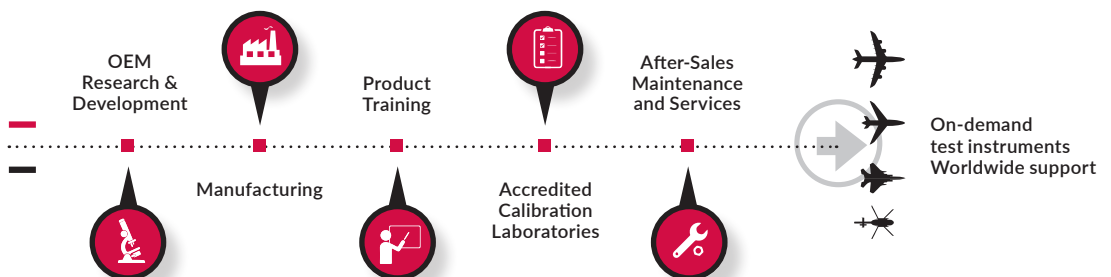 OEM
Research &
Development
Manufacturing
Product
Training
Accredited
Calibration
Laboratories
After-Sales
Maintenance
and Services
On-demand
test instruments
Worldwide support